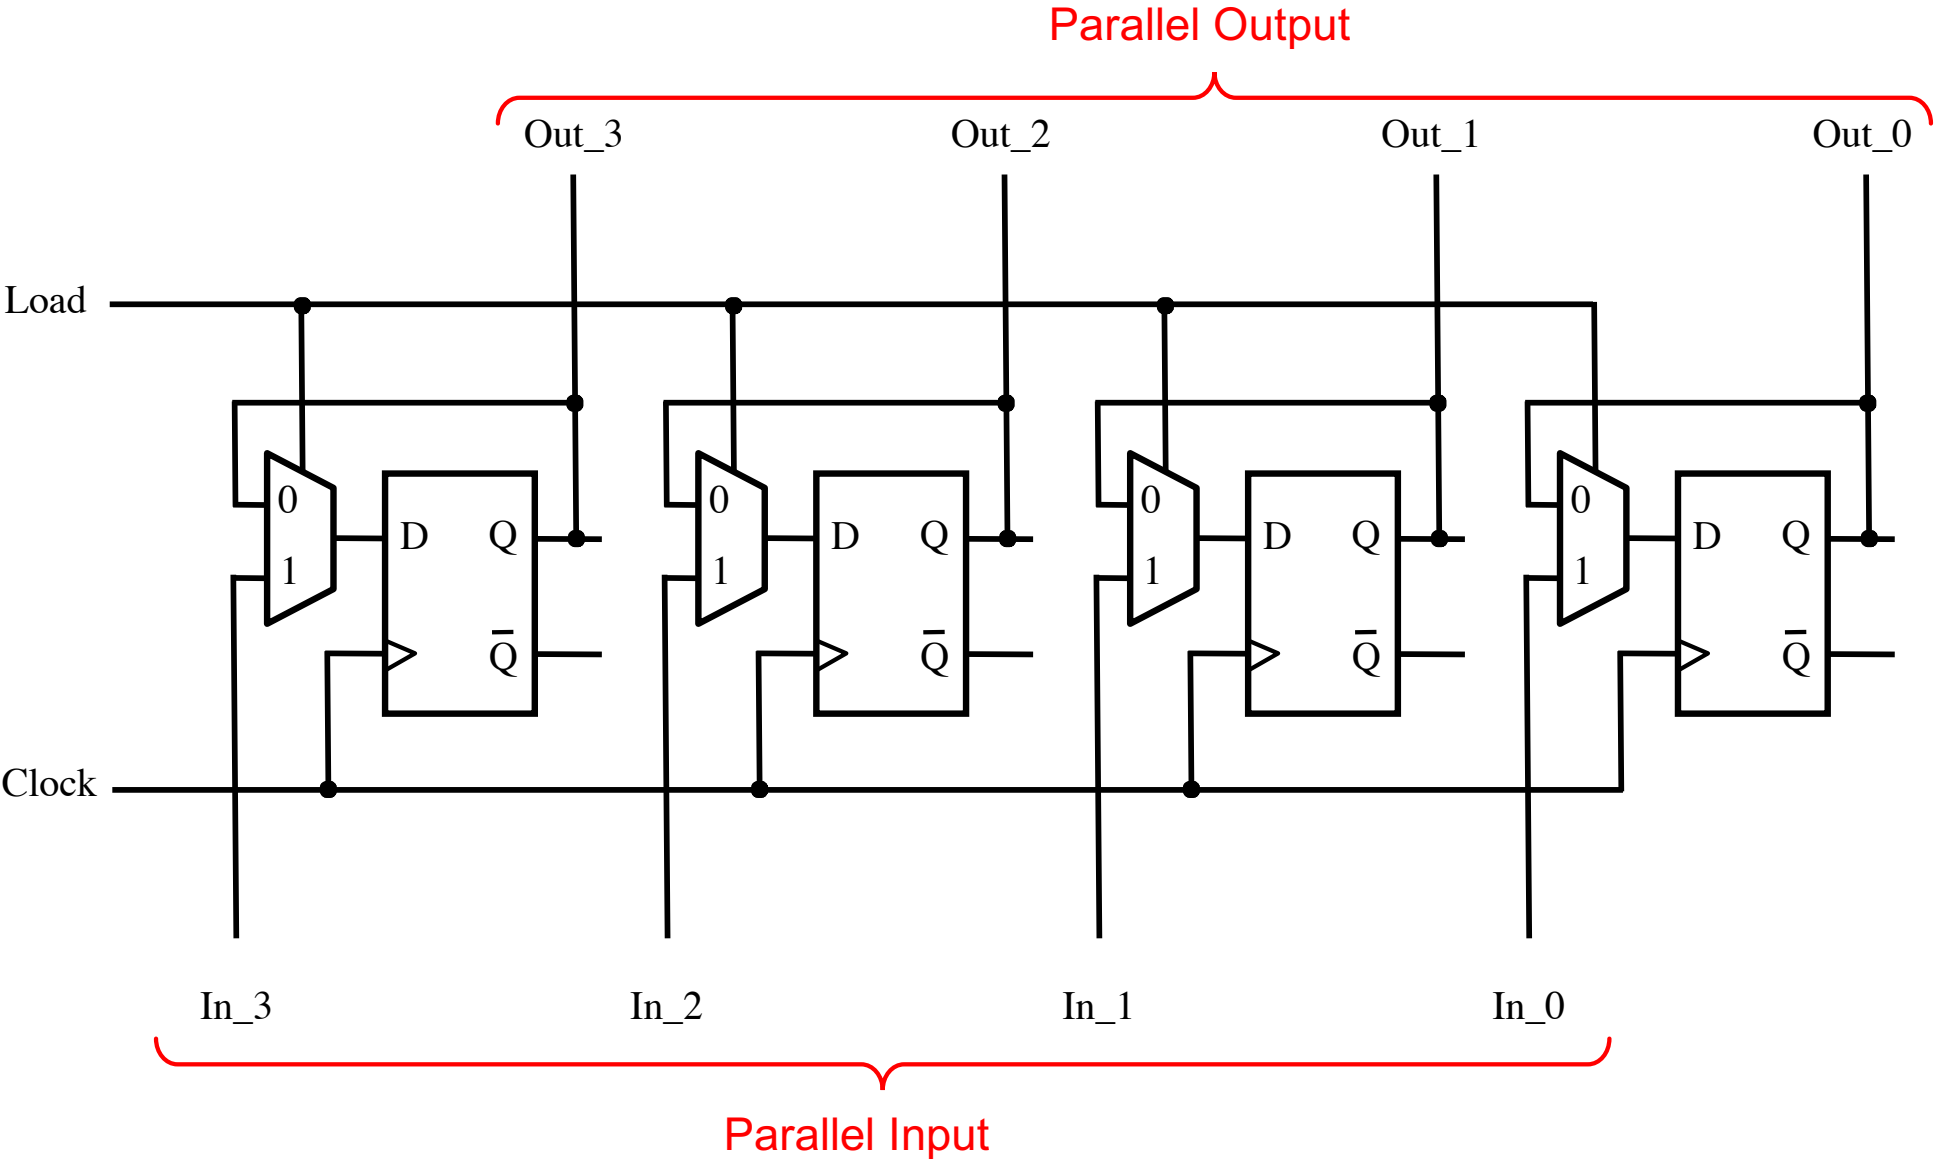 Parallel Output
Out_3 Out_2 Out_1 Out_0
Load
0 0 0 0
D Q D Q D Q D Q
1 1 1 1
Q̅ Q̅ Q̅ Q̅
Clock
In_3 In_2 In_1 In_0
Parallel Input